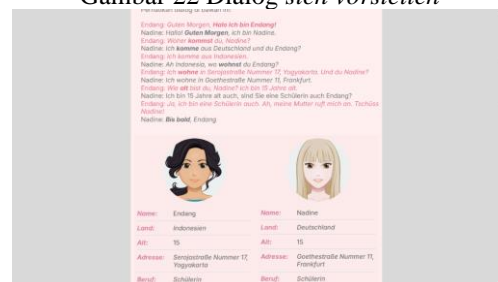 Gambar 22 Dialog sich vorstellen
Perhatikan dialog di bawah ini!
Endang: Guten Morgen, Halo ich bin Endang!
Nadine: Hallo! Guten Morgen, ich bin Nadine.
Endang: Woher kommst du, Nadine?
Nadine: Ich komme aus Deutschland und du Endang?
Endang: Ich komme aus Indonesien.
Nadine: Ah Indonesia, wo wohnst du Endang?
Endang: Ich wohne in Serojastraße Nummer 17, Yogyakarta. Und du Nadine?
Nadine: Ich wohne in Goethestraße Nummer 11, Frankfurt.
Endang: Wie alt bist du, Nadine? Ich bin 15 Jahre alt.
Nadine: Ich bin 15 Jahre alt auch, sind Sie eine Schülerin auch Endang?
Endang: Ja, ich bin eine Schülerin auch. Ah, meine Mutter ruft mich an. Tschüss
Nadine!
Nadine: Bis bald, Endang.
Name: Endang
Land: Indonesien
Alt: 15
Adresse: Serojastraße Nummer 17,
Yogyakarta
Beruf: Schülerin
Name: Nadine
Land: Deutschland
Alt: 15
Adresse: Goethestraße Nummer 11,
Frankfurt
Beruf: Schülerin